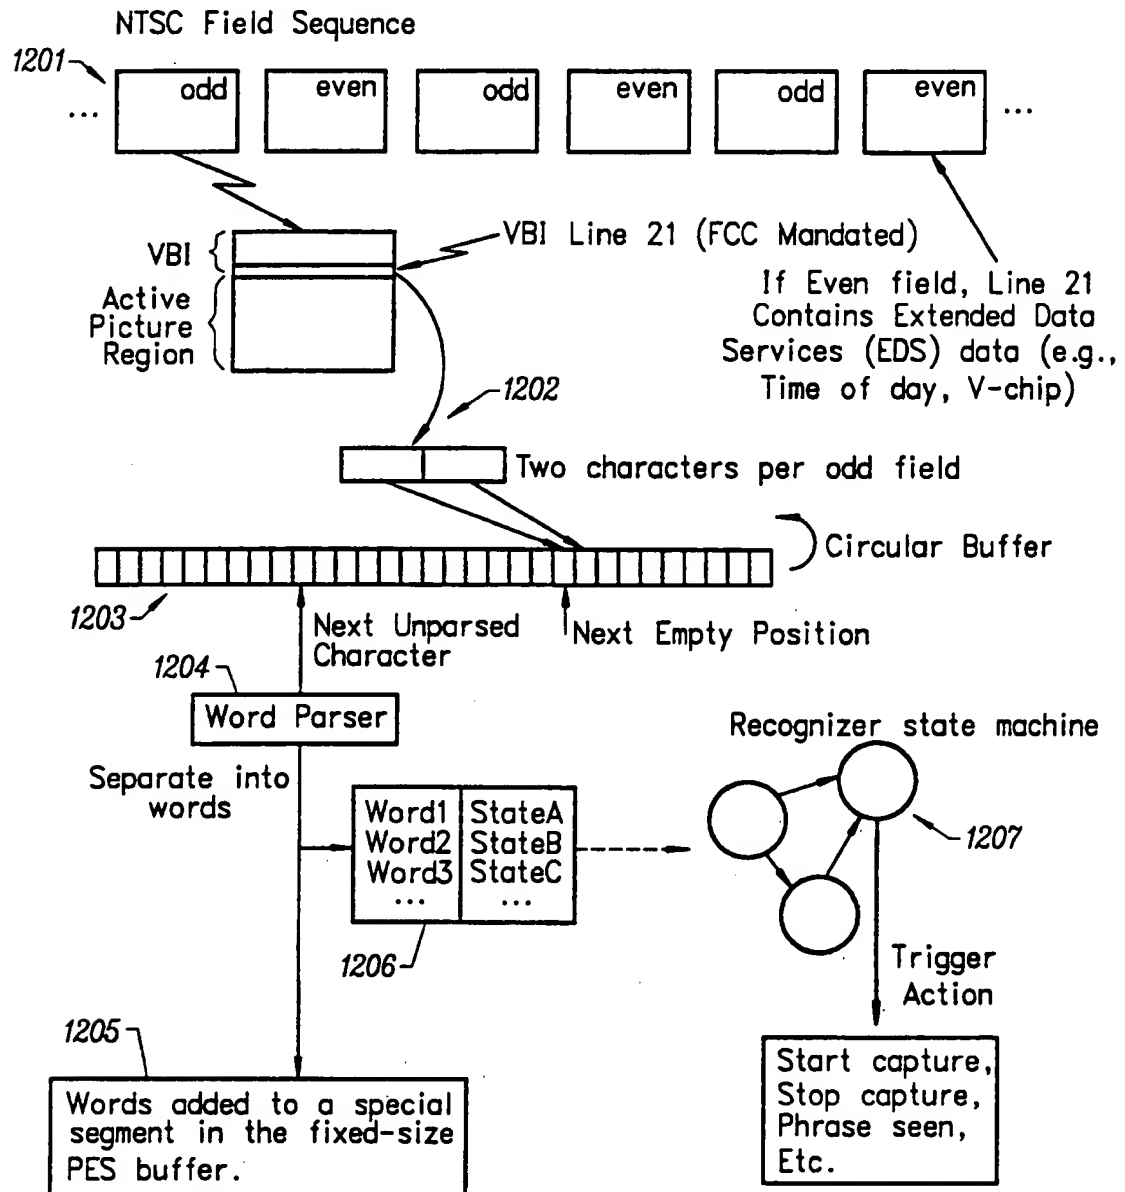 NTSC Field Sequence
1201
... odd even odd even odd even ...
VBI
VBI Line 21 (FCC Mandated)
Active
Picture
Region
If Even field, Line 21
Contains Extended Data
Services (EDS) data (e.g.,
Time of day, V-chip)
1202
Two characters per odd field
Circular Buffer
1203
Next Unparsed
Character
Next Empty Position
1204
Word Parser
Separate into
words
Word1 StateA
Word2 StateB
Word3 StateC
... ...
1206
Recognizer state machine
1207
Trigger
Action
1205
Words added to a special
segment in the fixed-size
PES buffer.
Start capture,
Stop capture,
Phrase seen,
Etc.